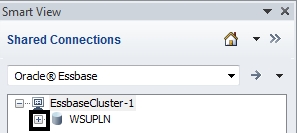 Smart View
Shared Connections
Oracle® Essbase
EssbaseCluster-1
WSUPLN